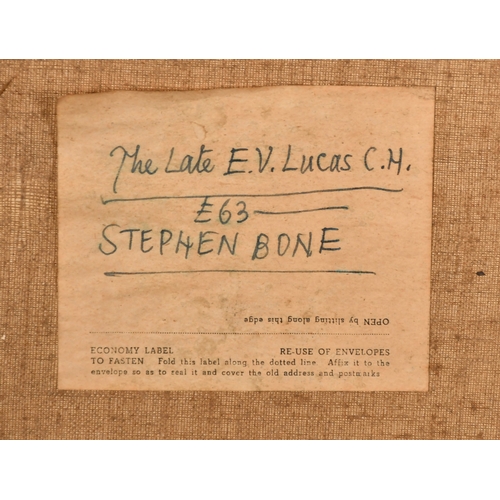 The Late E.V. Lucas C.H.
£63
STEPHEN BONE
OPEN by slitting along this edge
ECONOMY LABEL RE-USE OF ENVELOPES
TO FASTEN Fold this label along the dotted line. Affix it to the
envelope so as to seal it and cover the old address and postmarks